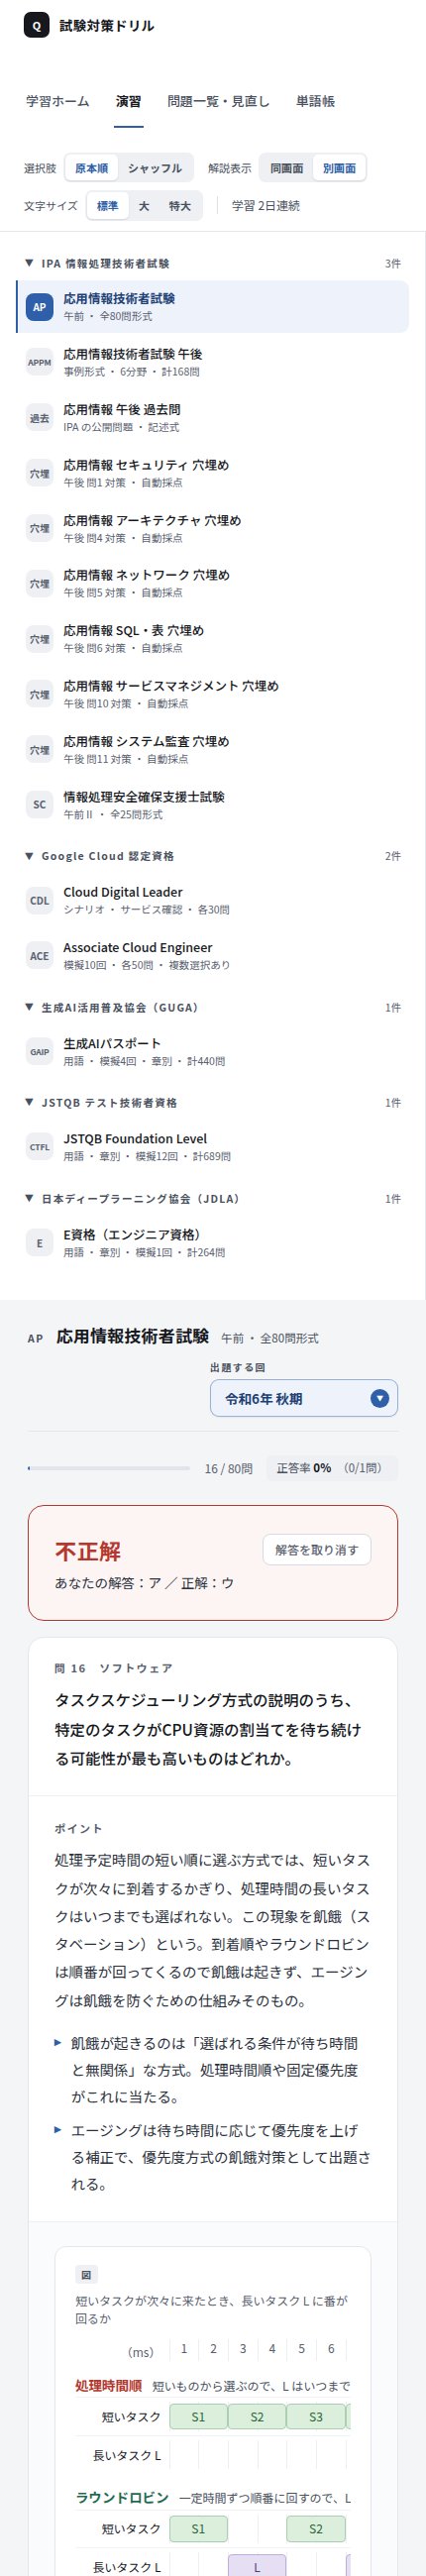 Q 試験対策ドリル
学習ホーム 演習 問題一覧・見直し 単語帳
選択肢 原本順 シャッフル 解説表示 同画面 別画面
文字サイズ 標準 大 特大 学習 2日連続
▼ IPA 情報処理技術者試験 3件
AP 応用情報技術者試験
午前 ・ 全80問形式
APPM 応用情報技術者試験 午後
事例形式 ・ 6分野 ・ 計168問
過去 応用情報 午後 過去問
IPA の公開問題 ・ 記述式
穴埋 応用情報 セキュリティ 穴埋め
午後 問1 対策 ・ 自動採点
穴埋 応用情報 アーキテクチャ 穴埋め
午後 問4 対策 ・ 自動採点
穴埋 応用情報 ネットワーク 穴埋め
午後 問5 対策 ・ 自動採点
穴埋 応用情報 SQL・表 穴埋め
午後 問6 対策 ・ 自動採点
穴埋 応用情報 サービスマネジメント 穴埋め
午後 問10 対策 ・ 自動採点
穴埋 応用情報 システム監査 穴埋め
午後 問11 対策 ・ 自動採点
SC 情報処理安全確保支援士試験
午前Ⅱ ・ 全25問形式
▼ Google Cloud 認定資格 2件
CDL Cloud Digital Leader
シナリオ ・ サービス確認 ・ 各30問
ACE Associate Cloud Engineer
模擬10回 ・ 各50問 ・ 複数選択あり
▼ 生成AI活用普及協会（GUGA） 1件
GAIP 生成AIパスポート
用語 ・ 模擬4回 ・ 章別 ・ 計440問
▼ JSTQB テスト技術者資格 1件
CTFL JSTQB Foundation Level
用語 ・ 章別 ・ 模擬12回 ・ 計689問
▼ 日本ディープラーニング協会（JDLA） 1件
E E資格（エンジニア資格）
用語 ・ 章別 ・ 模擬1回 ・ 計264問
AP 応用情報技術者試験 午前 ・ 全80問形式
出題する回
令和6年 秋期 ▼
16 / 80問 正答率 0% （0/1問）
不正解 解答を取り消す
あなたの解答：ア ／ 正解：ウ
問 16 ソフトウェア
タスクスケジューリング方式の説明のうち、
特定のタスクがCPU資源の割当てを待ち続け
る可能性が最も高いものはどれか。
ポイント
処理予定時間の短い順に選ぶ方式では、短いタス
クが次々に到着するかぎり、処理時間の長いタス
クはいつまでも選ばれない。この現象を飢餓（ス
タベーション）という。到着順やラウンドロビン
は順番が回ってくるので飢餓は起きず、エージン
グは飢餓を防ぐための仕組みそのもの。
▶ 飢餓が起きるのは「選ばれる条件が待ち時間
と無関係」な方式。処理時間順や固定優先度
がこれに当たる。
▶ エージングは待ち時間に応じて優先度を上げ
る補正で、優先度方式の飢餓対策として出題さ
れる。
図
短いタスクが次々に来たとき、長いタスク L に番が
回るか
（ms） 1 2 3 4 5 6
処理時間順 短いものから選ぶので、L はいつまで
短いタスク S1 S2 S3
長いタスク L
ラウンドロビン 一定時間ずつ順番に回すので、L
短いタスク S1 S2
長いタスク L L